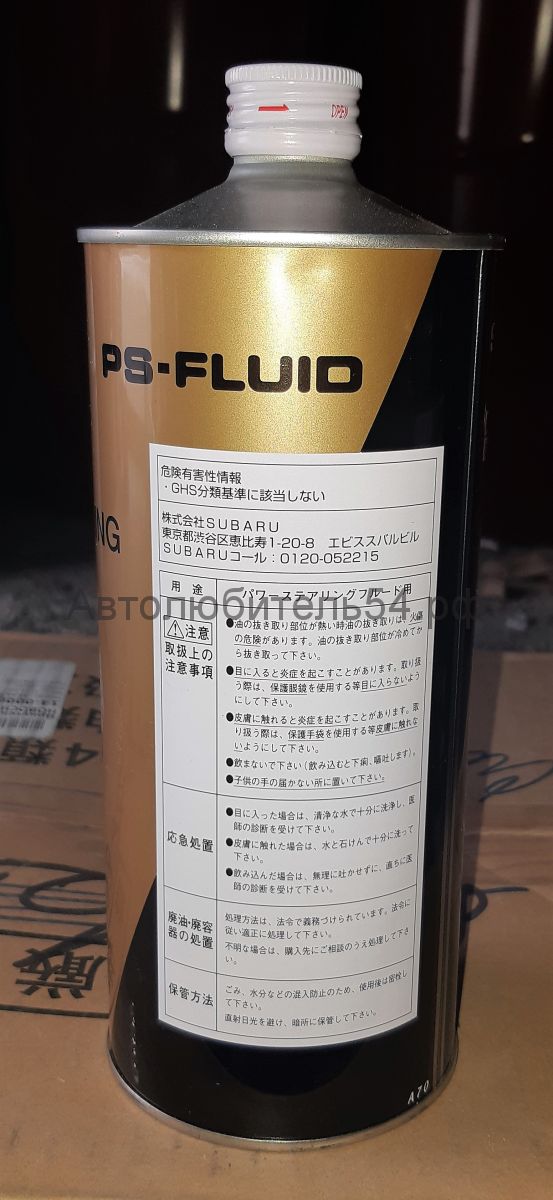 OPEN
PS-FLUID
NG
危険有害性情報
・GHS分類基準に該当しない
株式会社SUBARU
東京都渋谷区恵比寿1-20-8 エビススバルビル
SUBARUコール:0120-052215
用途
パワーステアリングフルード用
Автолюбитель54.рф
⚠注意
取扱上の
注意事項
●油の抜き取り部位が熱い時油の抜き取りは、火傷
の危険があります。油の抜き取り部位が冷めてか
ら抜き取って下さい。
●目に入ると炎症を起こすことがあります。取り扱
う際は、保護眼鏡を使用する等目に入らないよう
にして下さい。
●皮膚に触れると炎症を起こすことがあります。取
り扱う際は、保護手袋を使用する等皮膚に触れな
いようにして下さい。
●飲まないで下さい(飲み込むと下痢、嘔吐します)。
●子供の手の届かない所に置いて下さい。
応急処置
●目に入った場合は、清浄な水で十分に洗浄し、医
師の診断を受けて下さい。
●皮膚に触れた場合は、水と石けんで十分に洗って
下さい。
●飲み込んだ場合は、無理に吐かせずに、直ちに医
師の診断を受けて下さい。
廃油・廃容
器の処置
処理方法は、法令で義務づけられています。法令に
従い適正に処理して下さい。
不明な場合は、購入先にご相談のうえ処理して下さ
い。
保管方法
ごみ、水分などの混入防止のため、使用後は密栓し
て下さい。
直射日光を避け、暗所に保管して下さい。
4類
厳